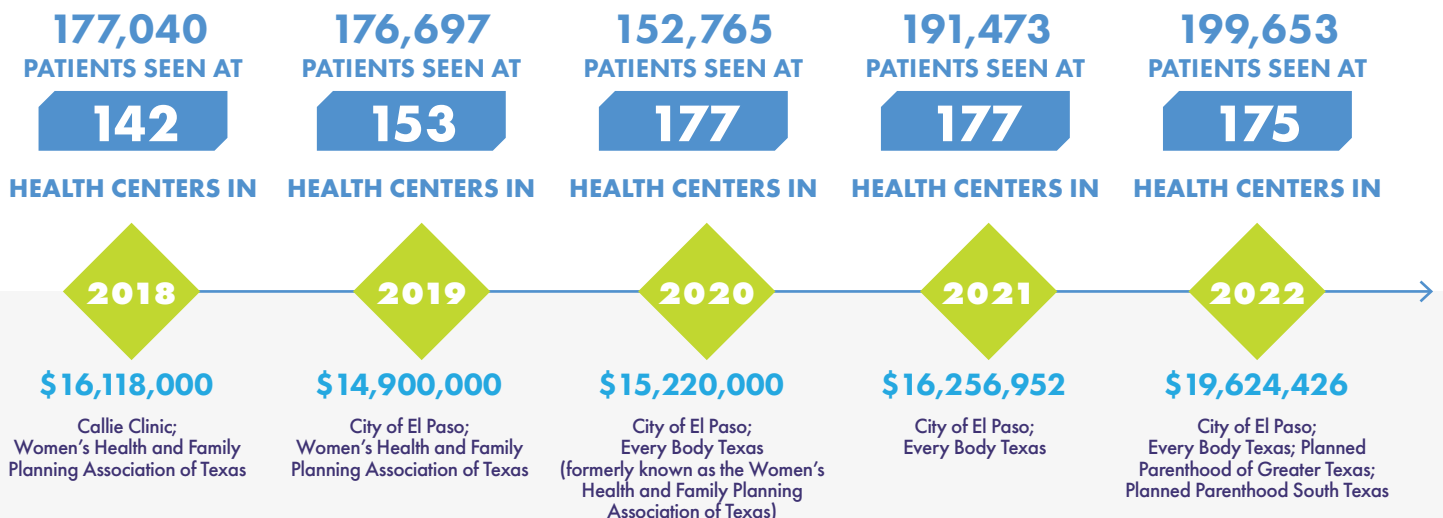 177,040
PATIENTS SEEN AT
142
HEALTH CENTERS IN
2018
$16,118,000
Callie Clinic;
Women's Health and Family
Planning Association of Texas
176,697
PATIENTS SEEN AT
153
HEALTH CENTERS IN
2019
$14,900,000
City of El Paso;
Women's Health and Family
Planning Association of Texas
152,765
PATIENTS SEEN AT
177
HEALTH CENTERS IN
2020
$15,220,000
City of El Paso;
Every Body Texas
(formerly known as the Women's
Health and Family Planning
Association of Texas)
191,473
PATIENTS SEEN AT
177
HEALTH CENTERS IN
2021
$16,256,952
City of El Paso;
Every Body Texas
199,653
PATIENTS SEEN AT
175
HEALTH CENTERS IN
2022
$19,624,426
City of El Paso;
Every Body Texas; Planned
Parenthood of Greater Texas;
Planned Parenthood South Texas